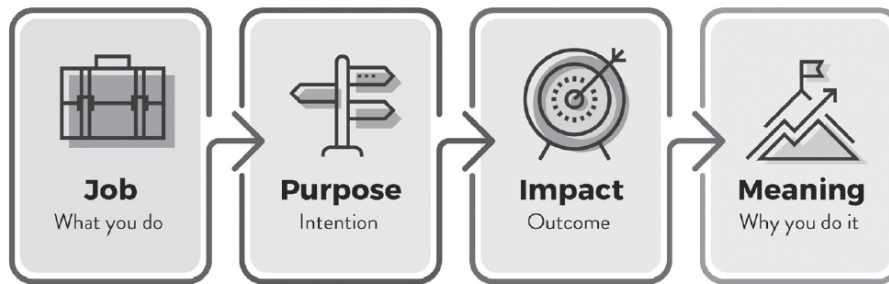 Job
What you do
Purpose
Intention
Impact
Outcome
Meaning
Why you do it